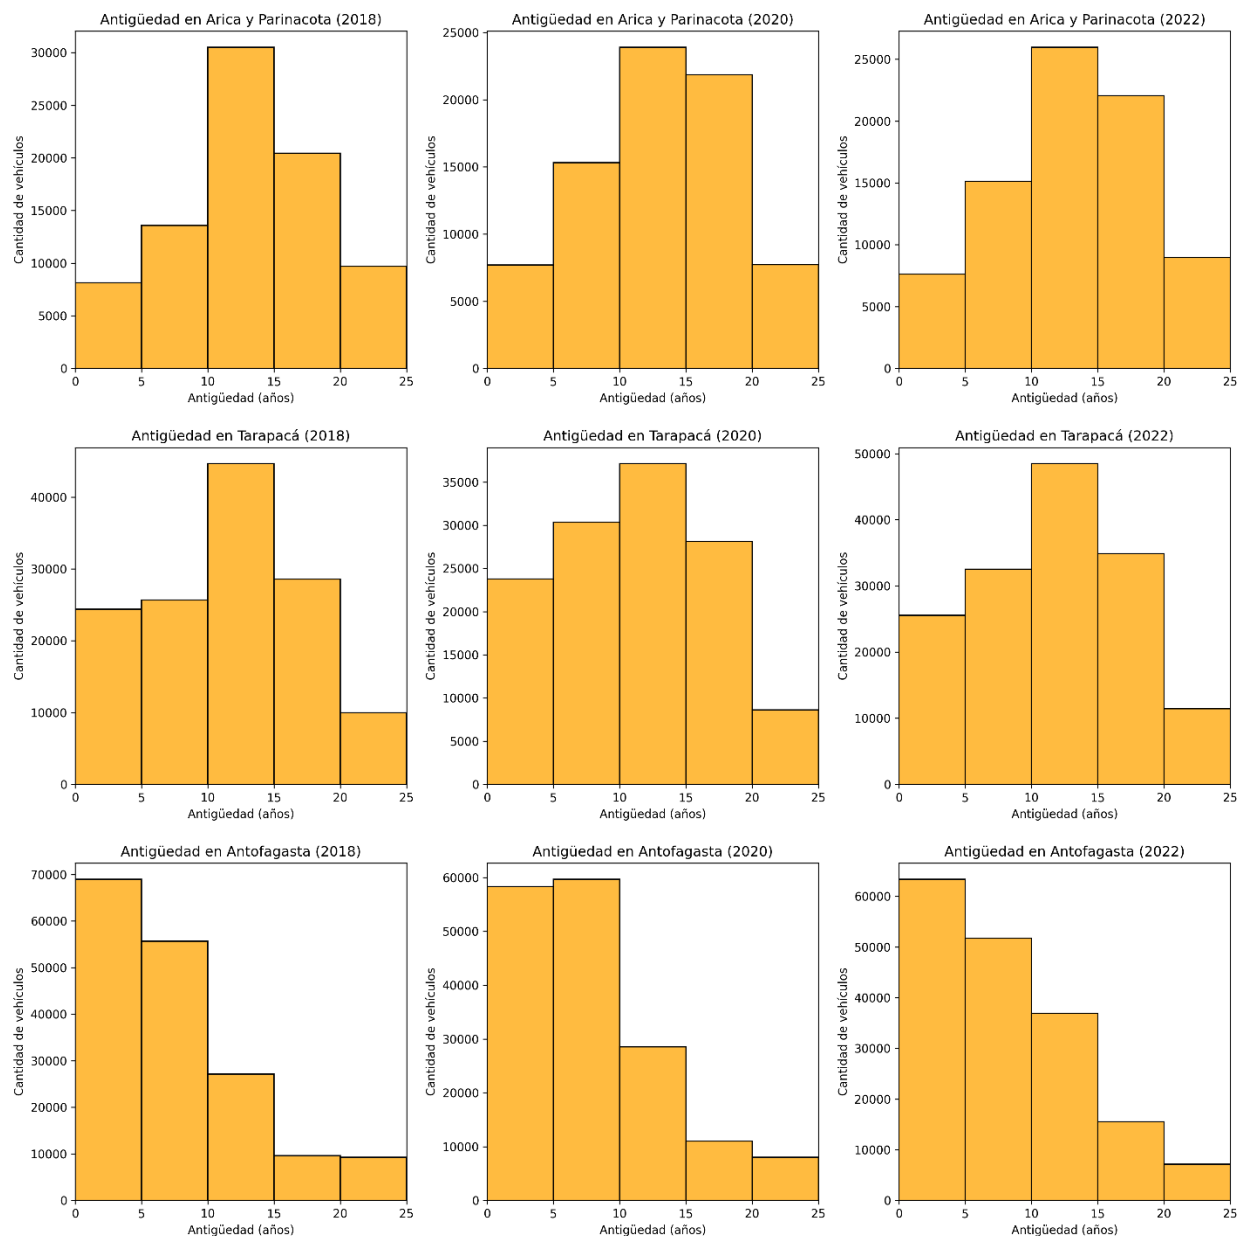 Antigüedad en Arica y Parinacota (2018)
Cantidad de vehículos
30000
25000
20000
15000
10000
5000
0
0 5 10 15 20 25
Antigüedad (años)
Antigüedad en Arica y Parinacota (2020)
Cantidad de vehículos
25000
20000
15000
10000
5000
0
0 5 10 15 20 25
Antigüedad (años)
Antigüedad en Arica y Parinacota (2022)
Cantidad de vehículos
25000
20000
15000
10000
5000
0
0 5 10 15 20 25
Antigüedad (años)
Antigüedad en Tarapacá (2018)
Cantidad de vehículos
40000
30000
20000
10000
0
0 5 10 15 20 25
Antigüedad (años)
Antigüedad en Tarapacá (2020)
Cantidad de vehículos
35000
30000
25000
20000
15000
10000
5000
0
0 5 10 15 20 25
Antigüedad (años)
Antigüedad en Tarapacá (2022)
Cantidad de vehículos
50000
40000
30000
20000
10000
0
0 5 10 15 20 25
Antigüedad (años)
Antigüedad en Antofagasta (2018)
Cantidad de vehículos
70000
60000
50000
40000
30000
20000
10000
0
0 5 10 15 20 25
Antigüedad (años)
Antigüedad en Antofagasta (2020)
Cantidad de vehículos
60000
50000
40000
30000
20000
10000
0
0 5 10 15 20 25
Antigüedad (años)
Antigüedad en Antofagasta (2022)
Cantidad de vehículos
60000
50000
40000
30000
20000
10000
0
0 5 10 15 20 25
Antigüedad (años)